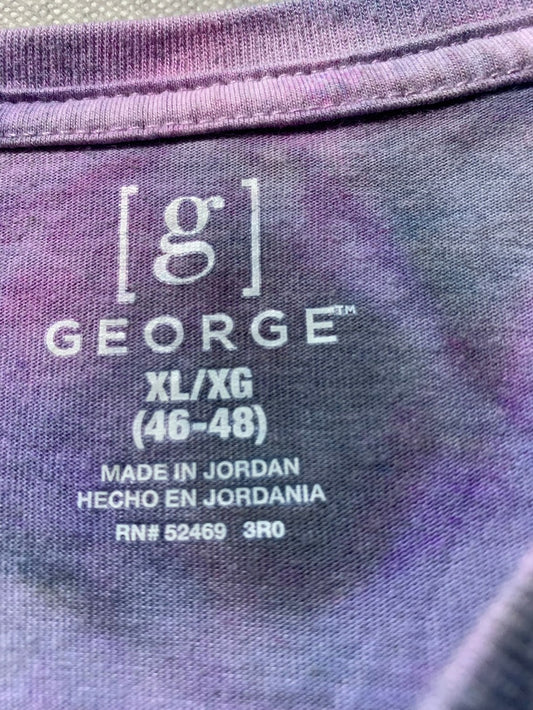 [g]
GEORGE™
XL/XG
(46-48)
MADE IN JORDAN
HECHO EN JORDANIA
RN# 52469 3R0